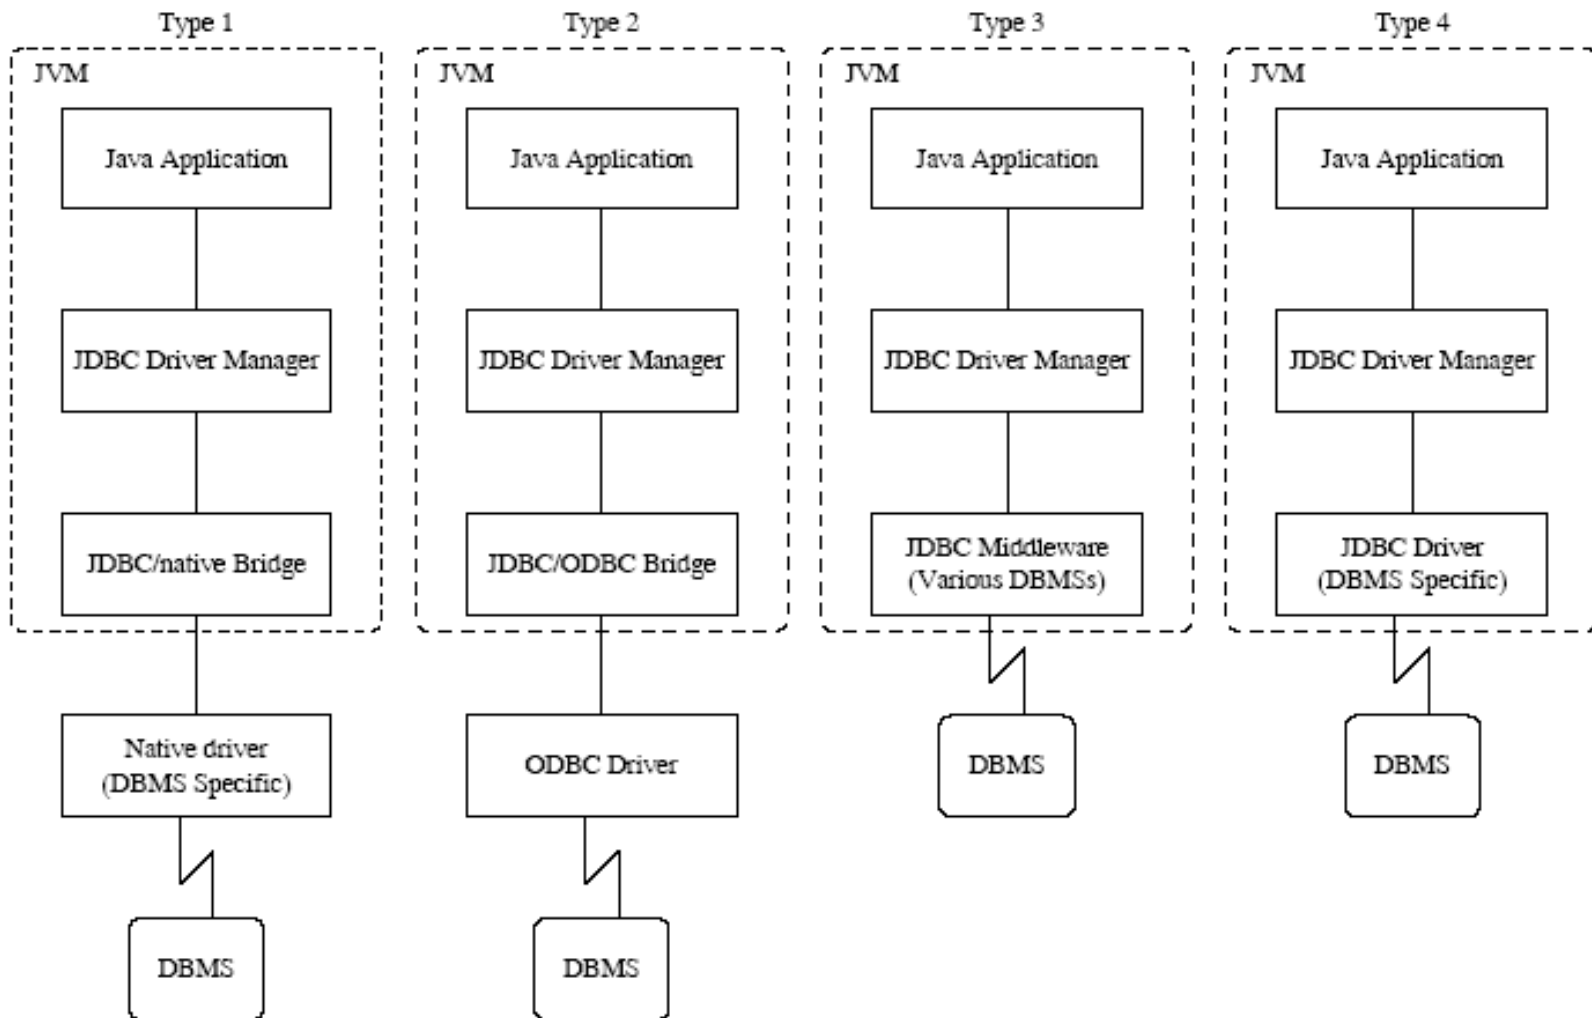 Type 1
JVM
Java Application
JDBC Driver Manager
JDBC/native Bridge
Native driver
(DBMS Specific)
DBMS
Type 2
JVM
Java Application
JDBC Driver Manager
JDBC/ODBC Bridge
ODBC Driver
DBMS
Type 3
JVM
Java Application
JDBC Driver Manager
JDBC Middleware
(Various DBMSs)
DBMS
Type 4
JVM
Java Application
JDBC Driver Manager
JDBC Driver
(DBMS Specific)
DBMS